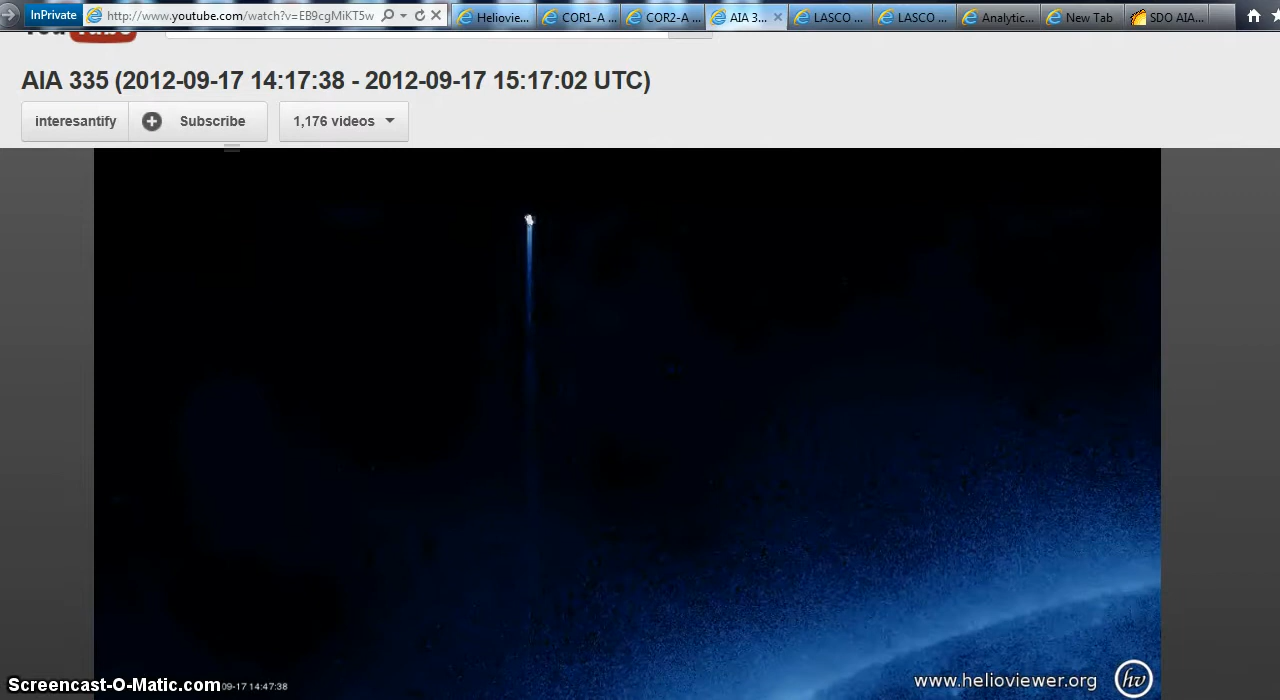 InPrivate http://www.youtube.com/watch?v=EB9cgMiKT5w Heliovie... COR1-A ... COR2-A ... AIA 3... LASCO ... LASCO ... Analytic... New Tab SDO AIA...
AIA 335 (2012-09-17 14:17:38 - 2012-09-17 15:17:02 UTC)
interesantify Subscribe 1,176 videos
Screencast-O-Matic.com 09-17 14:47:38 www.helioviewer.org hv